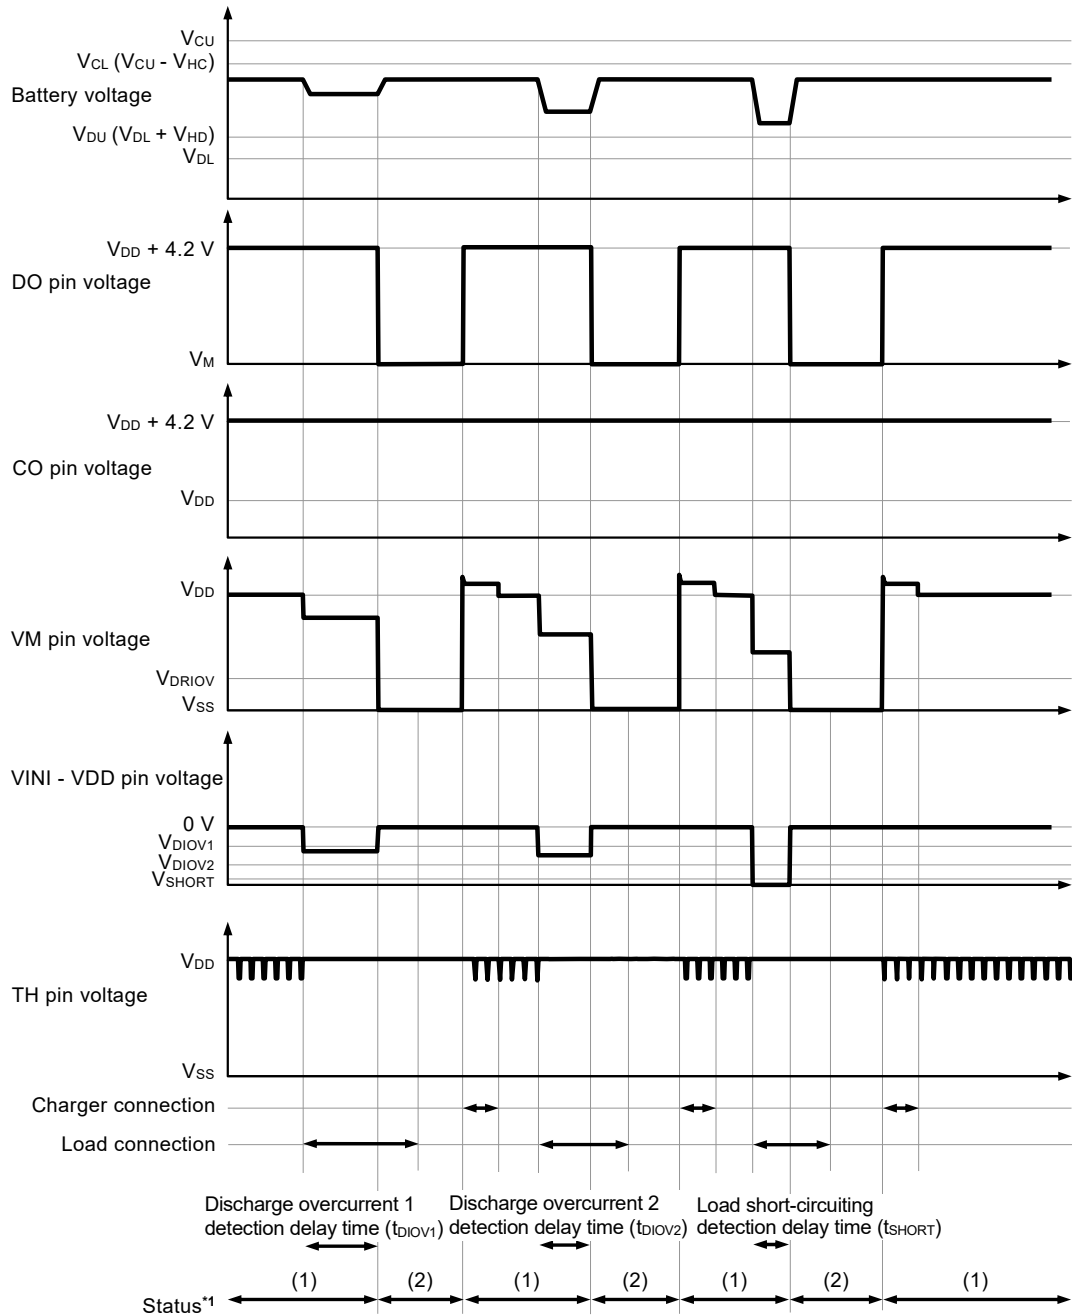 VCU
VCL (VCU - VHC)
Battery voltage
VDU (VDL + VHD)
VDL
VDD + 4.2 V
DO pin voltage
VM
VDD + 4.2 V
CO pin voltage
VDD
VDD
VM pin voltage
VDRIOV
VSS
VINI - VDD pin voltage
0 V
VDIOV1
VDIOV2
VSHORT
VDD
TH pin voltage
VSS
Charger connection
Load connection
Discharge overcurrent 1
detection delay time (tDIOV1)
Discharge overcurrent 2
detection delay time (tDIOV2)
Load short-circuiting
detection delay time (tSHORT)
(1) (2) (1) (2) (1) (2) (1)
Status*1